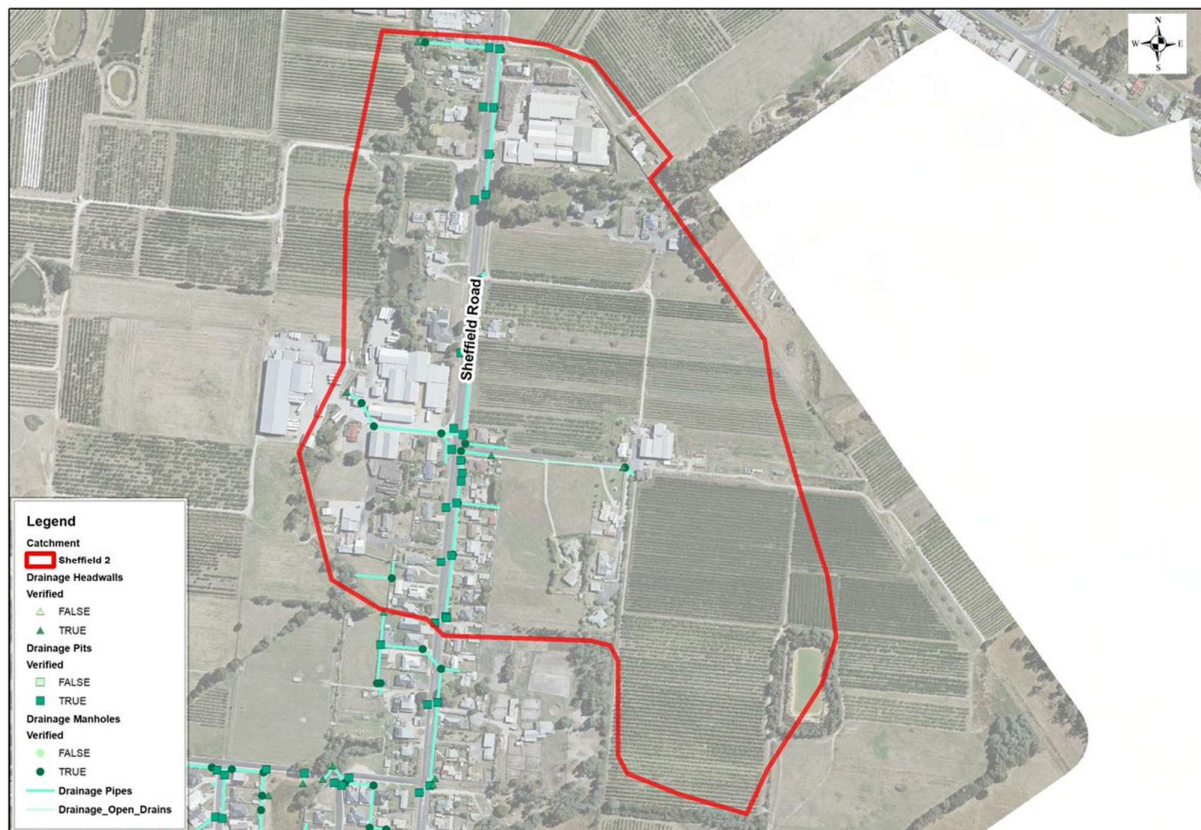 N
W E
S
Sheffield Road
Legend
Catchment
Sheffield 2
Drainage Headwalls
Verified
FALSE
TRUE
Drainage Pits
Verified
FALSE
TRUE
Drainage Manholes
Verified
FALSE
TRUE
Drainage Pipes
Drainage_Open_Drains